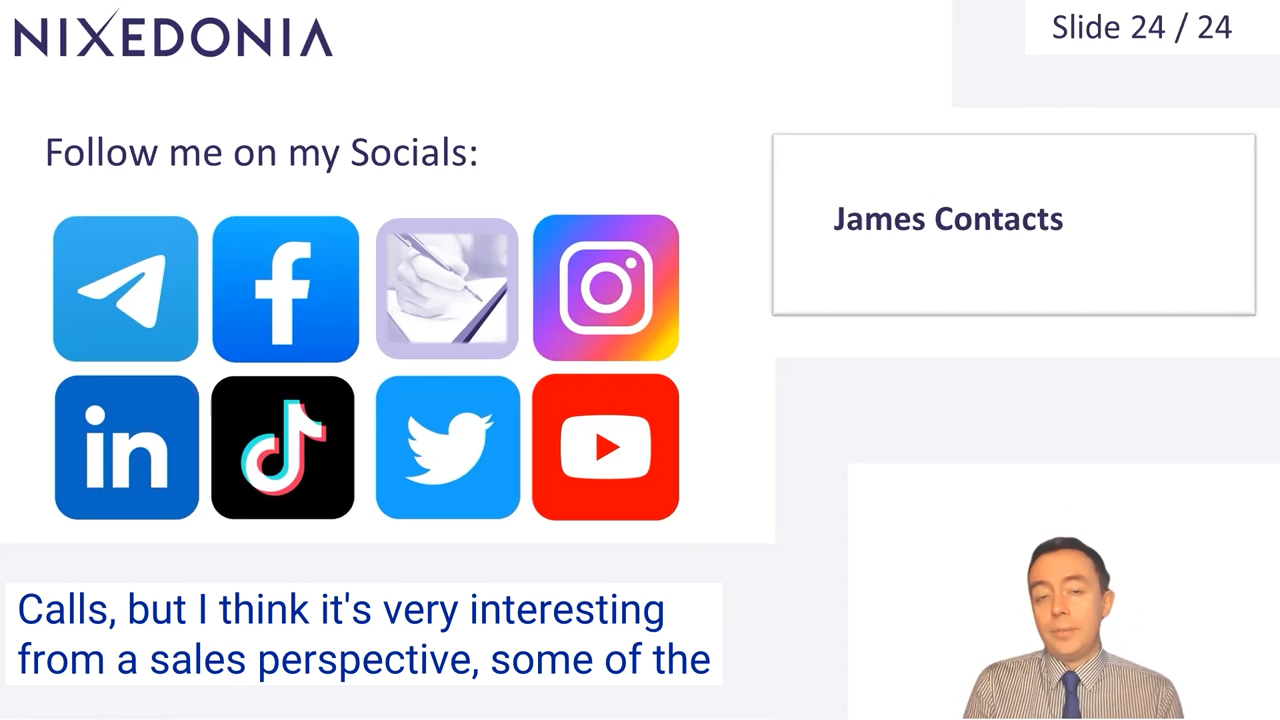 NIXEDONIA
Slide 24 / 24
Follow me on my Socials:
James Contacts
in
Calls, but I think it's very interesting
from a sales perspective, some of the